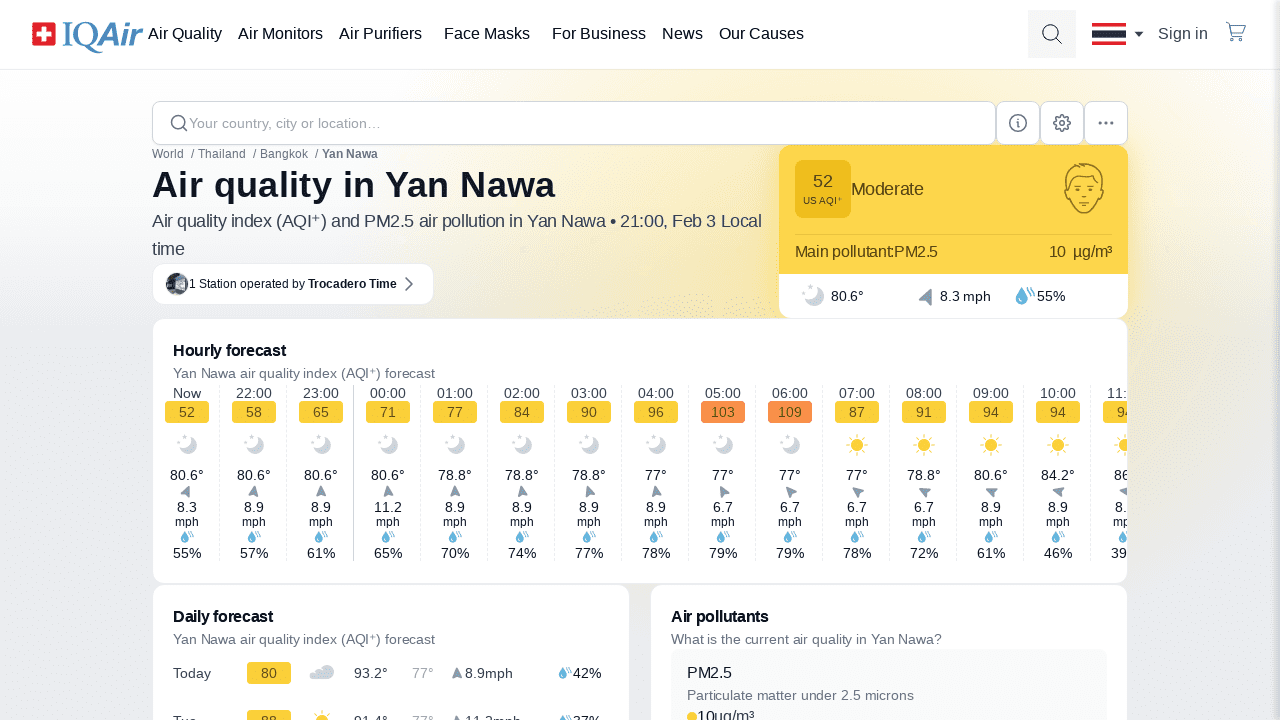 IQAir
Air Quality Air Monitors Air Purifiers Face Masks For Business News Our Causes Sign in
Your country, city or location…
World / Thailand / Bangkok / Yan Nawa
Air quality in Yan Nawa
Air quality index (AQI⁺) and PM2.5 air pollution in Yan Nawa • 21:00, Feb 3 Local
time
1 Station operated by Trocadero Time
52
US AQI⁺
Moderate
Main pollutant:PM2.5 10 µg/m³
80.6° 8.3 mph 55%
Hourly forecast
Yan Nawa air quality index (AQI⁺) forecast
Now 22:00 23:00 00:00 01:00 02:00 03:00 04:00 05:00 06:00 07:00 08:00 09:00 10:00
52 58 65 71 77 84 90 96 103 109 87 91 94 94
80.6° 80.6° 80.6° 80.6° 78.8° 78.8° 78.8° 77° 77° 77° 77° 78.8° 80.6° 84.2°
8.3 8.9 8.9 11.2 8.9 8.9 8.9 8.9 6.7 6.7 6.7 6.7 8.9 8.9
mph mph mph mph mph mph mph mph mph mph mph mph mph mph
55% 57% 61% 65% 70% 74% 77% 78% 79% 79% 78% 72% 61% 46%
Daily forecast
Yan Nawa air quality index (AQI⁺) forecast
Today 80 93.2° 77° 8.9mph 42%
Tue 88 91.4° 77° 11.2mph 37%
Air pollutants
What is the current air quality in Yan Nawa?
PM2.5
Particulate matter under 2.5 microns
10µg/m³